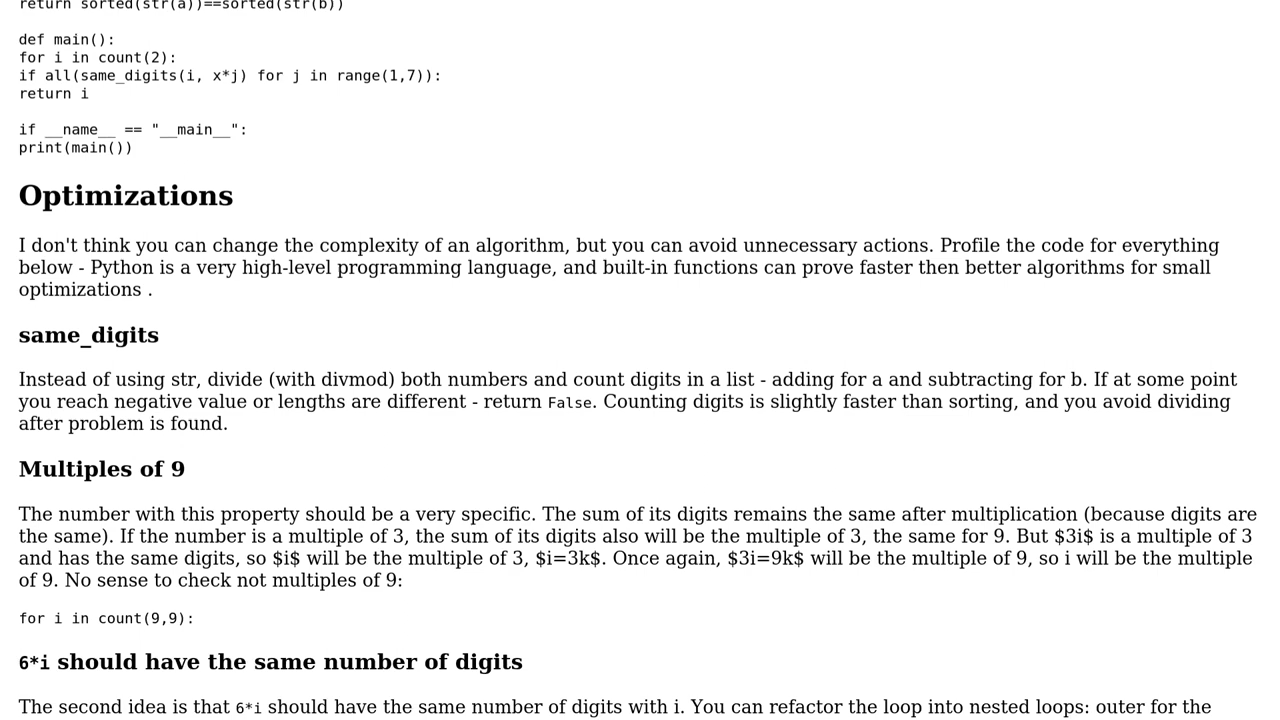 return sorted(str(a))==sorted(str(b))
def main():
for i in count(2):
if all(same_digits(i, x*j) for j in range(1,7)):
return i
if __name__ == "__main__":
print(main())
Optimizations
I don't think you can change the complexity of an algorithm, but you can avoid unnecessary actions. Profile the code for everything
below - Python is a very high-level programming language, and built-in functions can prove faster then better algorithms for small
optimizations .
same_digits
Instead of using str, divide (with divmod) both numbers and count digits in a list - adding for a and subtracting for b. If at some point
you reach negative value or lengths are different - return False. Counting digits is slightly faster than sorting, and you avoid dividing
after problem is found.
Multiples of 9
The number with this property should be a very specific. The sum of its digits remains the same after multiplication (because digits are
the same). If the number is a multiple of 3, the sum of its digits also will be the multiple of 3, the same for 9. But $3i$ is a multiple of 3
and has the same digits, so $i$ will be the multiple of 3, $i=3k$. Once again, $3i=9k$ will be the multiple of 9, so i will be the multiple
of 9. No sense to check not multiples of 9:
for i in count(9,9):
6*i should have the same number of digits
The second idea is that 6*i should have the same number of digits with i. You can refactor the loop into nested loops: outer for the